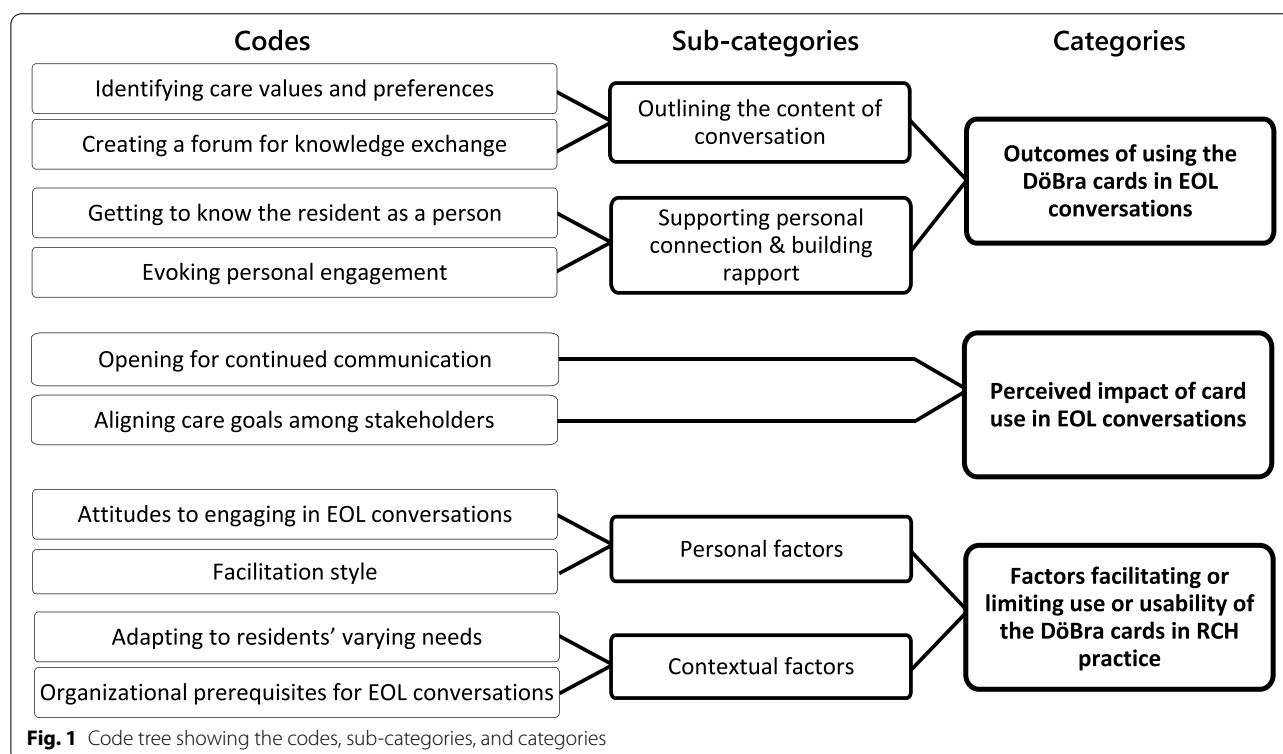 Codes
Sub-categories
Categories
Identifying care values and preferences
Creating a forum for knowledge exchange
Outlining the content of
conversation
Getting to know the resident as a person
Evoking personal engagement
Supporting personal
connection & building
rapport
Outcomes of using the
DöBra cards in EOL
conversations
Opening for continued communication
Aligning care goals among stakeholders
Perceived impact of card
use in EOL conversations
Attitudes to engaging in EOL conversations
Facilitation style
Personal factors
Adapting to residents’ varying needs
Organizational prerequisites for EOL conversations
Contextual factors
Factors facilitating or
limiting use or usability of
the DöBra cards in RCH
practice
Fig. 1 Code tree showing the codes, sub-categories, and categories